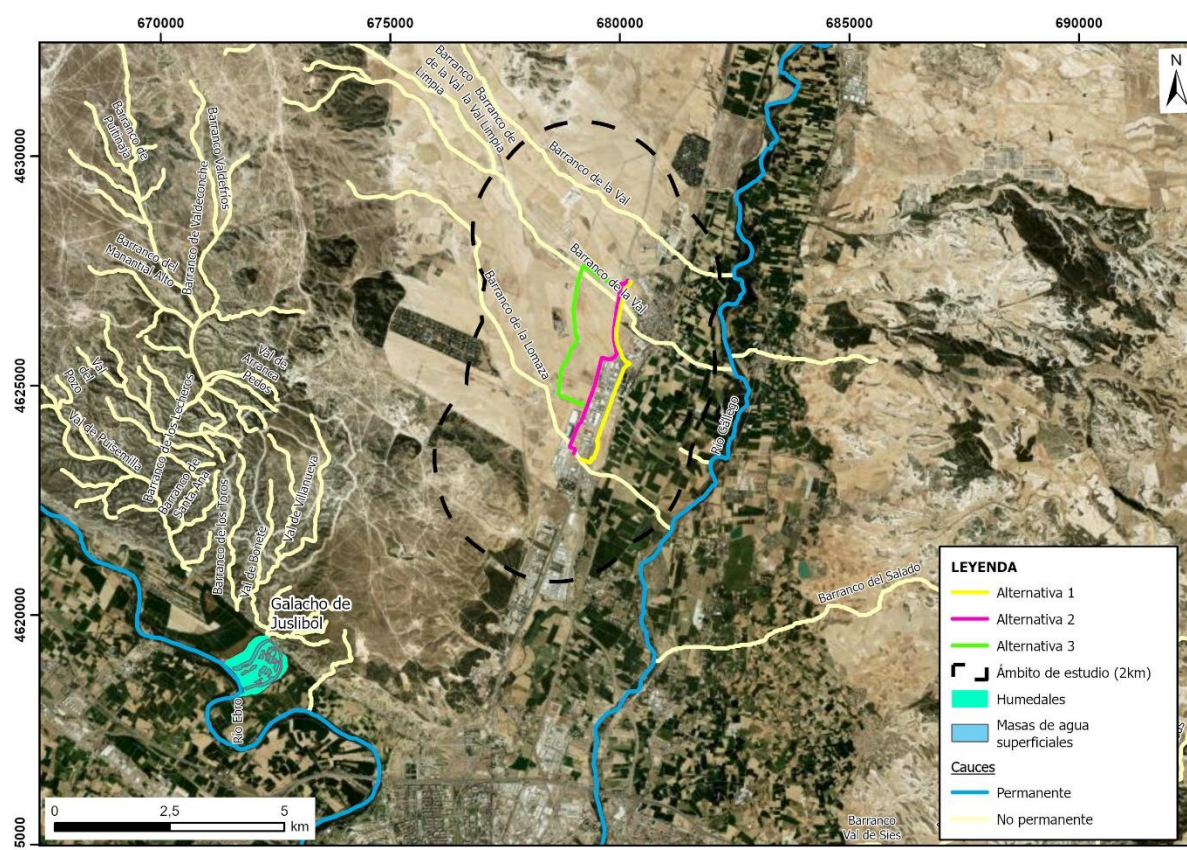 670000
675000
680000
685000
690000
N
4630000
4625000
4620000
5000
Barranco de
Puitinaja
Barranco Valdefríos
Barranco de Valdeconche
Barranco del
Manantial Alto
Val del
Pozo
Val de Puisemilla
Barranco de los Lecheros
Barranco de
Santa Ana
Val de
Arranca
Pedos
Barranco de los Toros
Val de Bonete
Val de Villanueva
Galacho de
Juslibol
Río Ebro
Barranco
de la Val
Limpia
Barranco de
la Val Limpia
Barranco de la Val
Barranco de la Val
Barranco de la Lomaza
Río Gállego
Barranco del Salado
Barranco
Val de Sies
LEYENDA
Alternativa 1
Alternativa 2
Alternativa 3
Ámbito de estudio (2km)
Humedales
Masas de agua
superficiales
Cauces
Permanente
No permanente
0
2,5
5
km